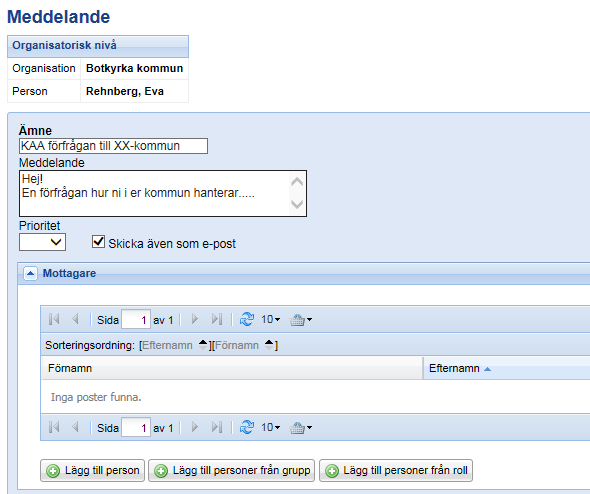 Meddelande
Organisatorisk nivå
Organisation Botkyrka kommun
Person Rehnberg, Eva
Ämne
KAA förfrågan till XX-kommun
Meddelande
Hej!
En förfrågan hur ni i er kommun hanterar.....
Prioritet
Skicka även som e-post
Mottagare
Sida 1 av 1 10
Sorteringsordning: [Efternamn ][Förnamn ]
Förnamn Efternamn
Inga poster funna.
Sida 1 av 1 10
Lägg till person Lägg till personer från grupp Lägg till personer från roll